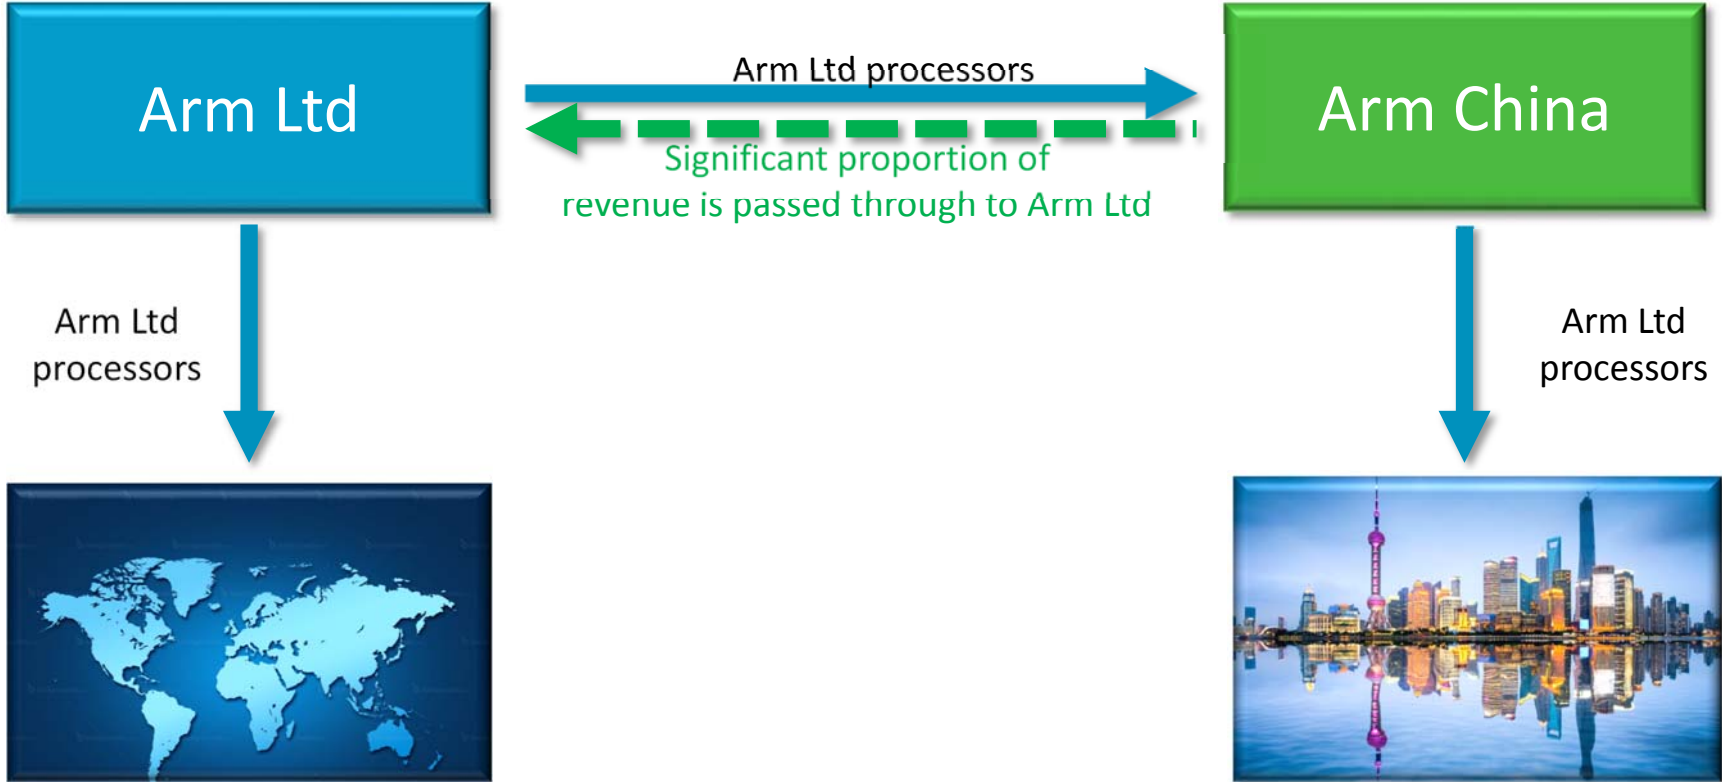 Arm Ltd
Arm Ltd processors
Arm China
Significant proportion of
revenue is passed through to Arm Ltd
Arm Ltd
processors
Arm Ltd
processors